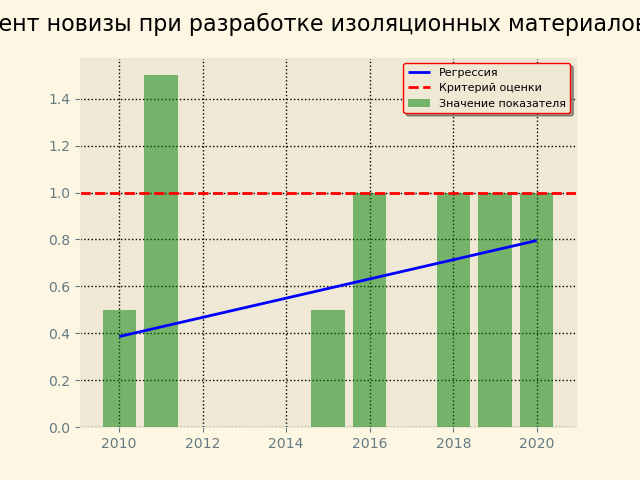 ент новизы при разработке изоляционных материалов
Регрессия
Критерий оценки
Значение показателя
1.4
1.2
1.0
0.8
0.6
0.4
0.2
0.0
2010 2012 2014 2016 2018 2020